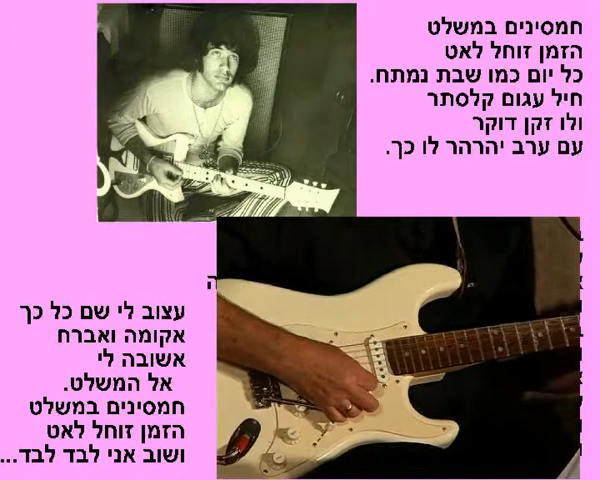 חמסינים במשלט
הזמן זוחל לאט
כל יום כמו שבת נמתח.
חיל עגום קלסתר
ולו זקן דוקר
עם ערב יהרהר לו כך.
עצוב לי שם כל כך
אקומה ואברח
אשובה לי
אל המשלט.
חמסינים במשלט
הזמן זוחל לאט
ושוב אני לבד לבד...